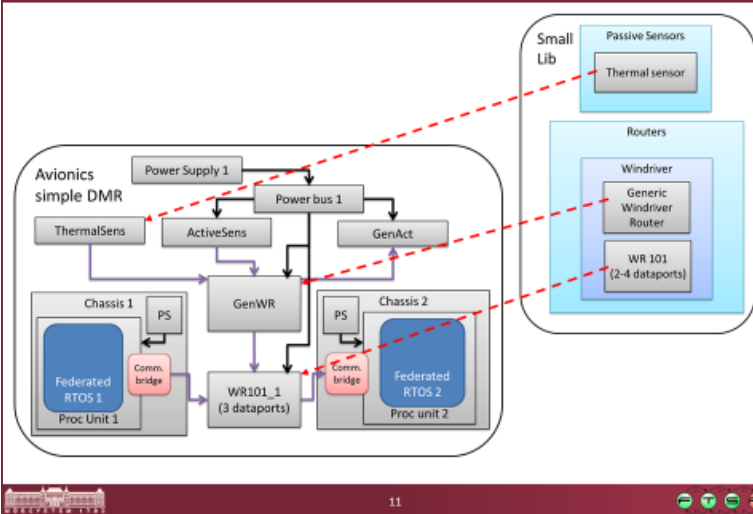 Small
Lib
Passive Sensors
Thermal sensor
Routers
Windriver
Generic
Windriver
Router
WR 101
(2-4 dataports)
Avionics
simple DMR
Power Supply 1
Power bus 1
ThermalSens
ActiveSens
GenAct
GenWR
Chassis 1
PS
Federated
RTOS 1
Proc Unit 1
Comm.
bridge
WR101_1
(3 dataports)
Chassis 2
PS
Comm.
bridge
Federated
RTOS 2
Proc unit 2
MŰEGYETEM 1782
11
F T S